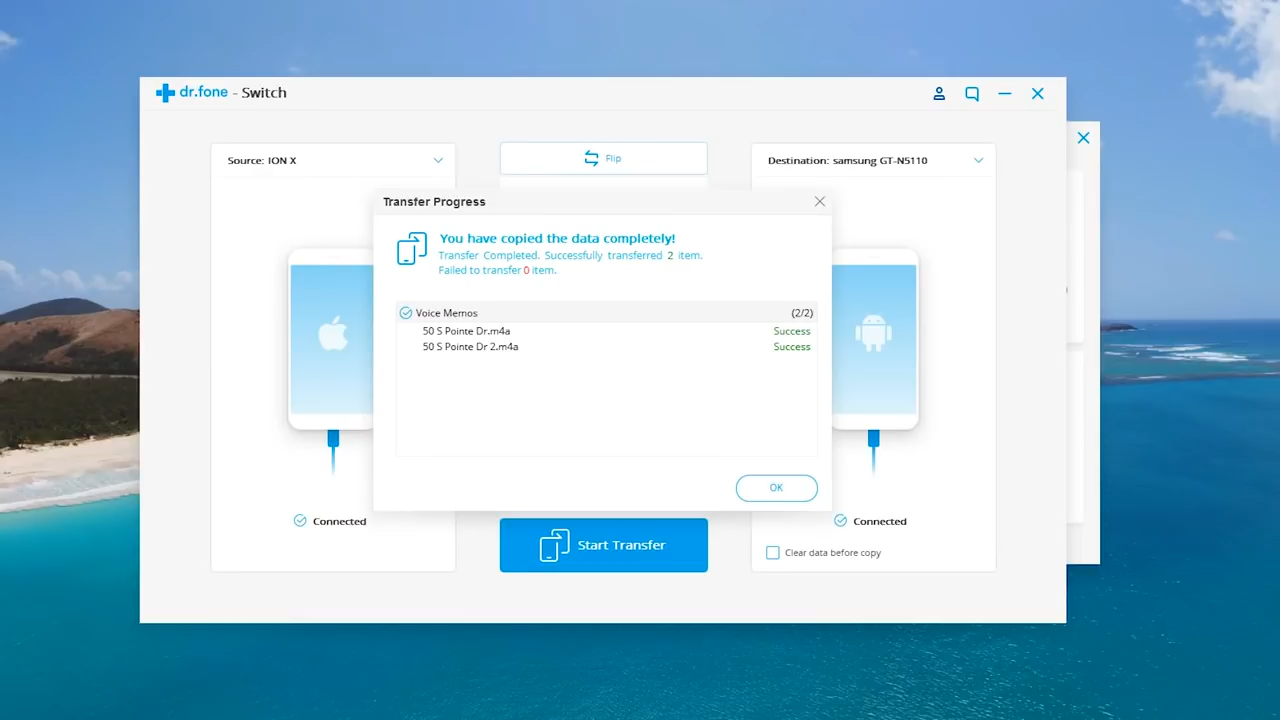 dr.fone - Switch
Source: ION X
Flip
Destination: samsung GT-N5110
Transfer Progress
You have copied the data completely!
Transfer Completed. Successfully transferred 2 item.
Failed to transfer 0 item.
Voice Memos (2/2)
50 S Pointe Dr.m4a Success
50 S Pointe Dr 2.m4a Success
OK
Connected
Start Transfer
Connected
Clear data before copy